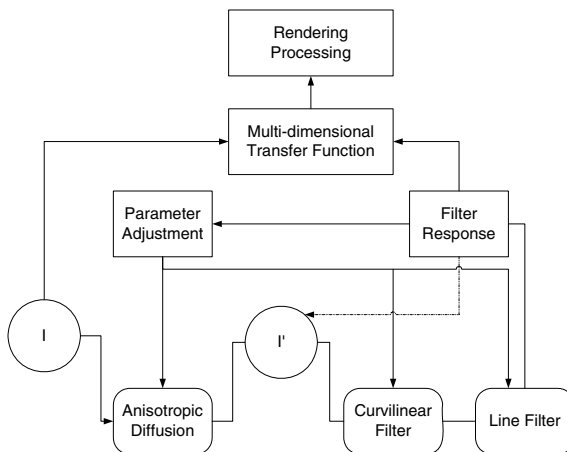 Rendering
Processing
Multi-dimensional
Transfer Function
Parameter
Adjustment
Filter
Response
I
I'
Anisotropic
Diffusion
Curvilinear
Filter
Line Filter